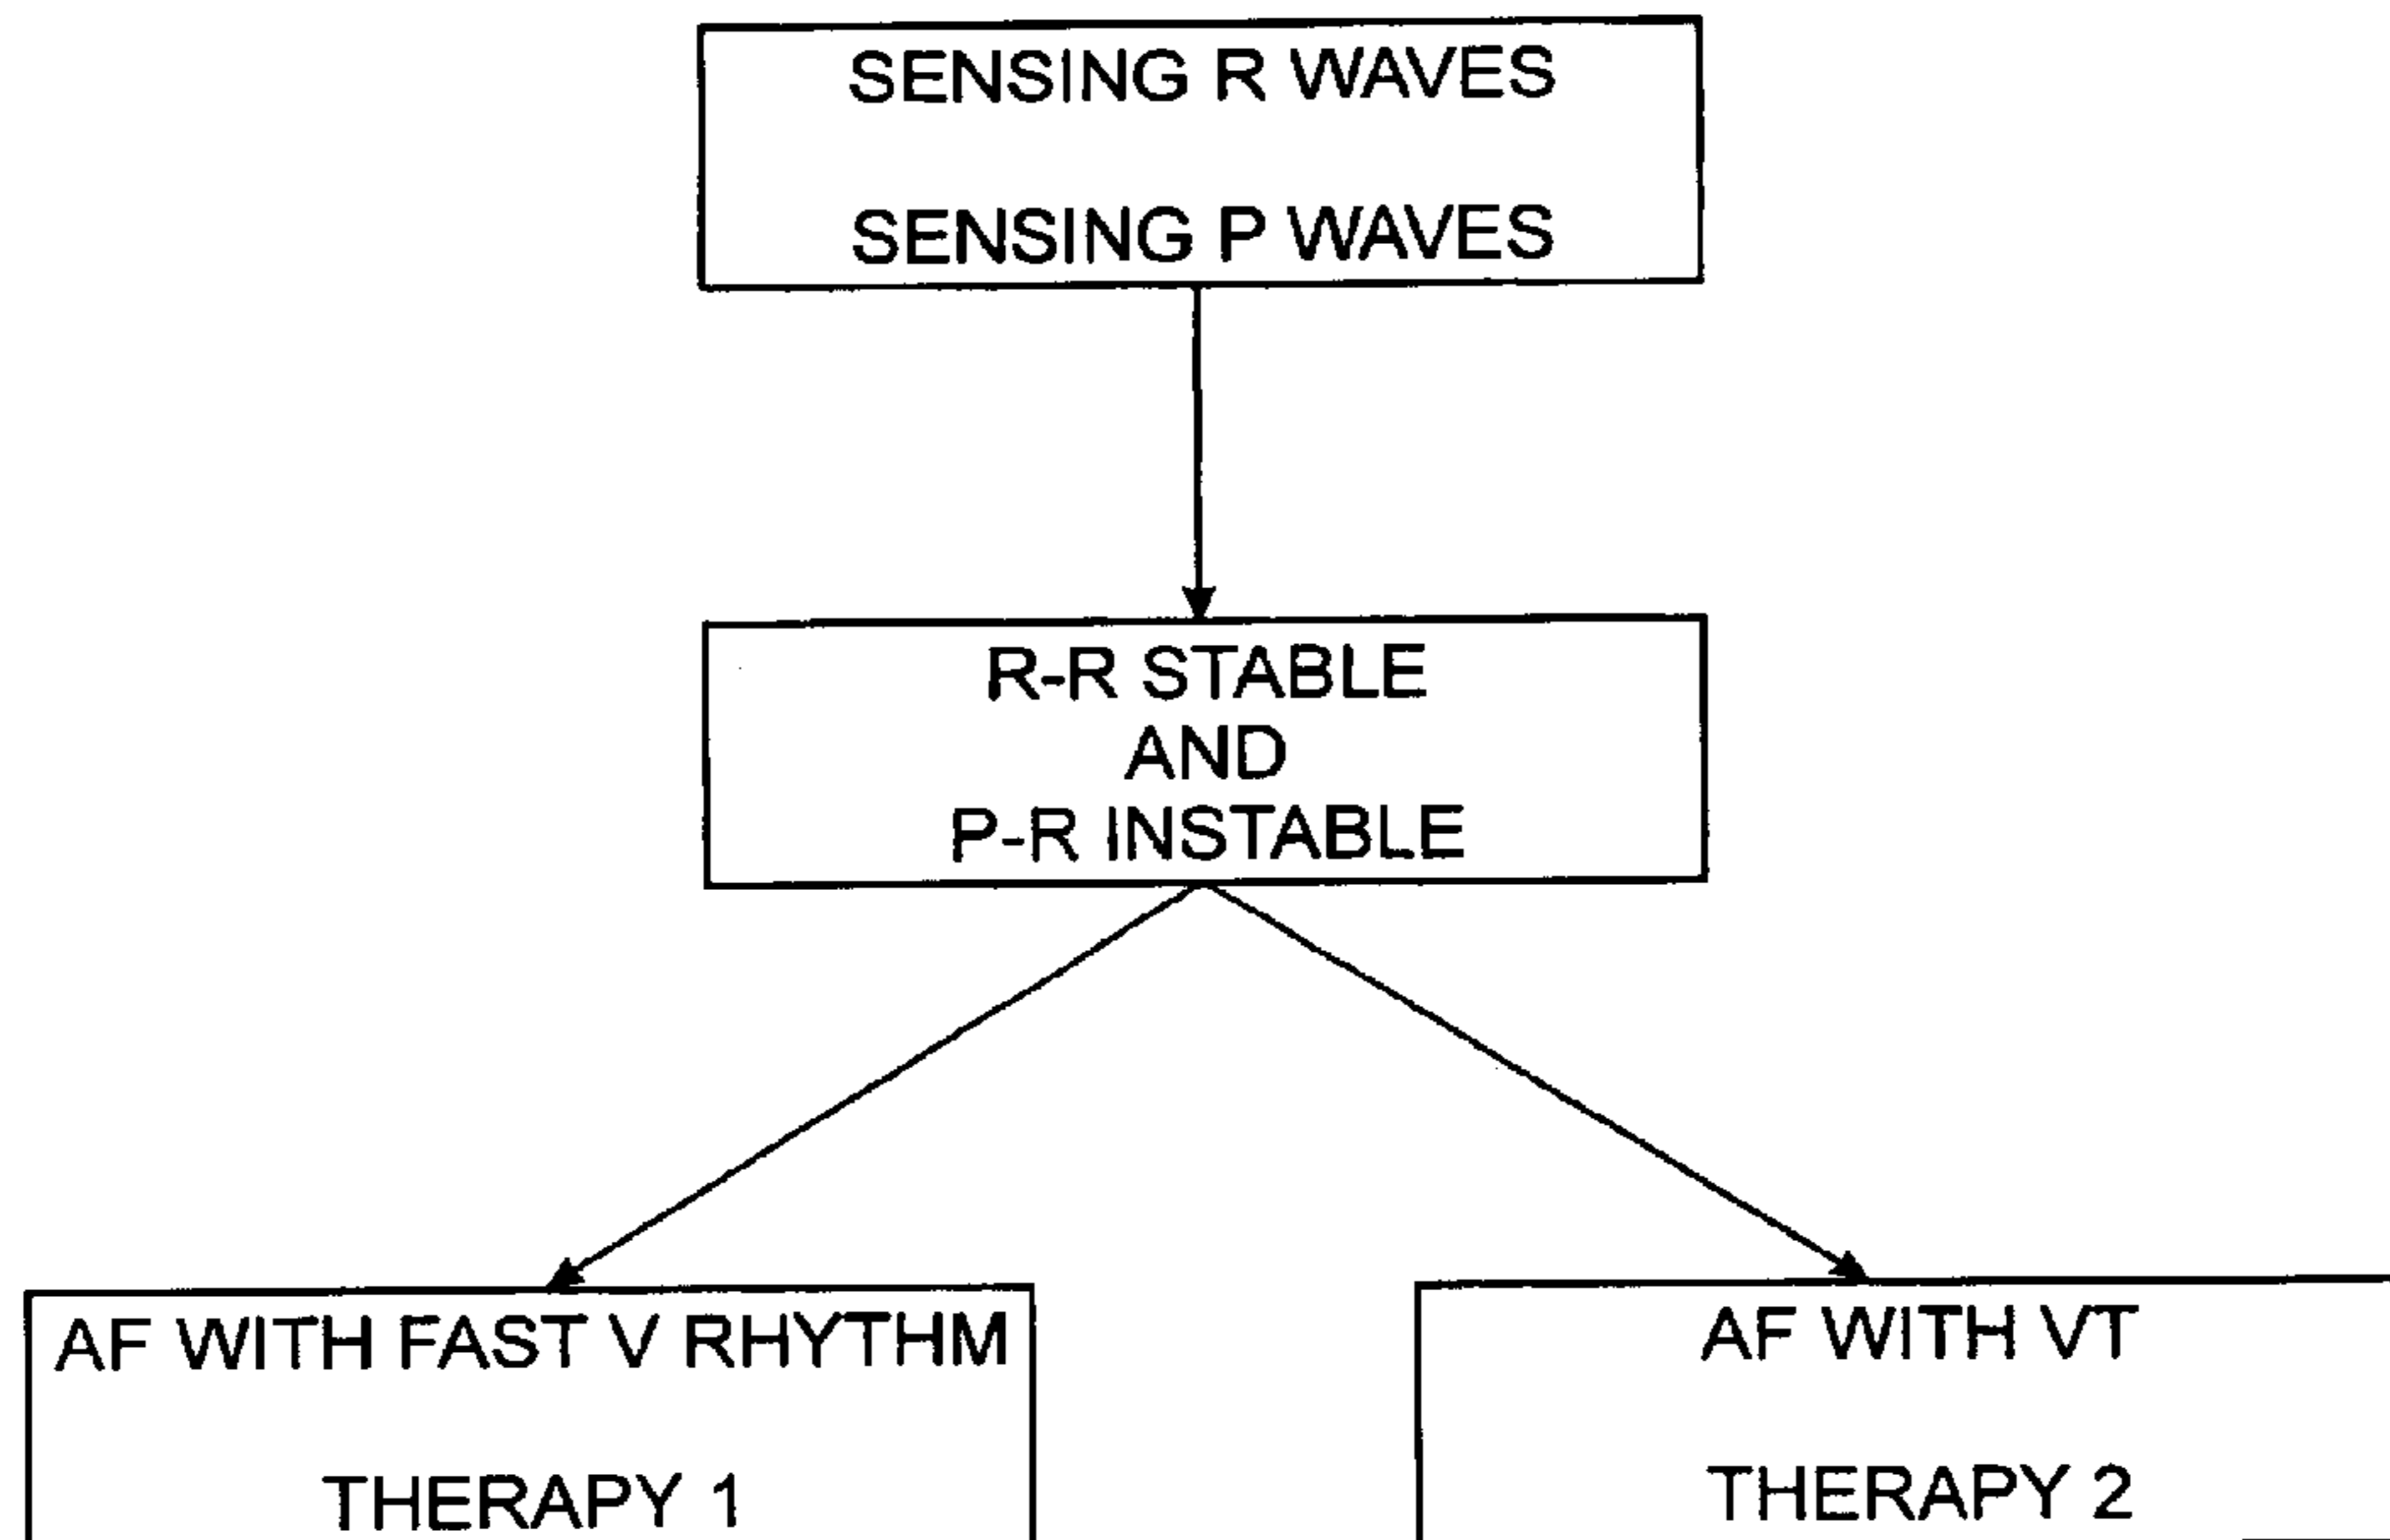 SENSING R WAVES
SENSING P WAVES
R-R STABLE
AND
P-R INSTABLE
AF WITH FAST V RHYTHM
THERAPY 1
AF WITH VT
THERAPY 2